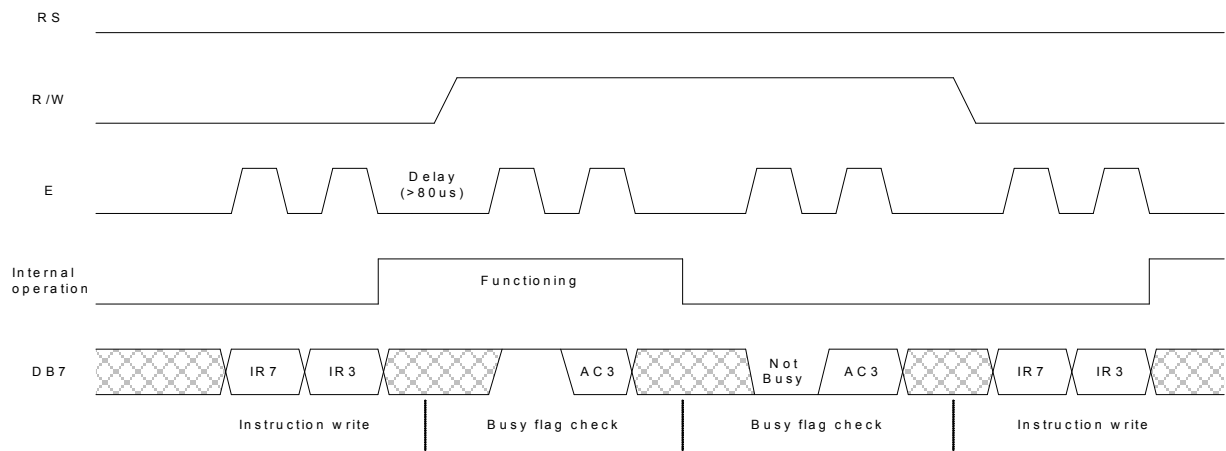 RS
R/W
E
Delay
(>80us)
Internal
operation
Functioning
DB7
IR7
IR3
AC3
Not
Busy
AC3
IR7
IR3
Instruction write
Busy flag check
Busy flag check
Instruction write